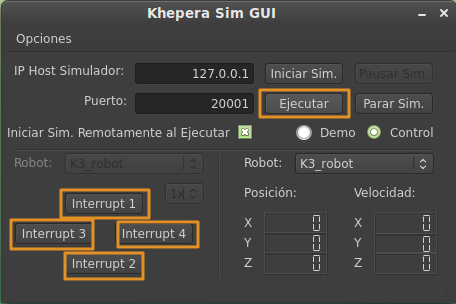 Khepera Sim GUI
Opciones
IP Host Simulador: 127.0.0.1 Iniciar Sim. Pausar Sim.
Puerto: 20001 Ejecutar Parar Sim.
Iniciar Sim. Remotamente al Ejecutar Demo Control
Robot: K3_robot
1x
Interrupt 1
Interrupt 3 Interrupt 4
Interrupt 2
Robot: K3_robot
Posición: Velocidad:
X 0 X 0
Y 0 Y 0
Z 0 Z 0